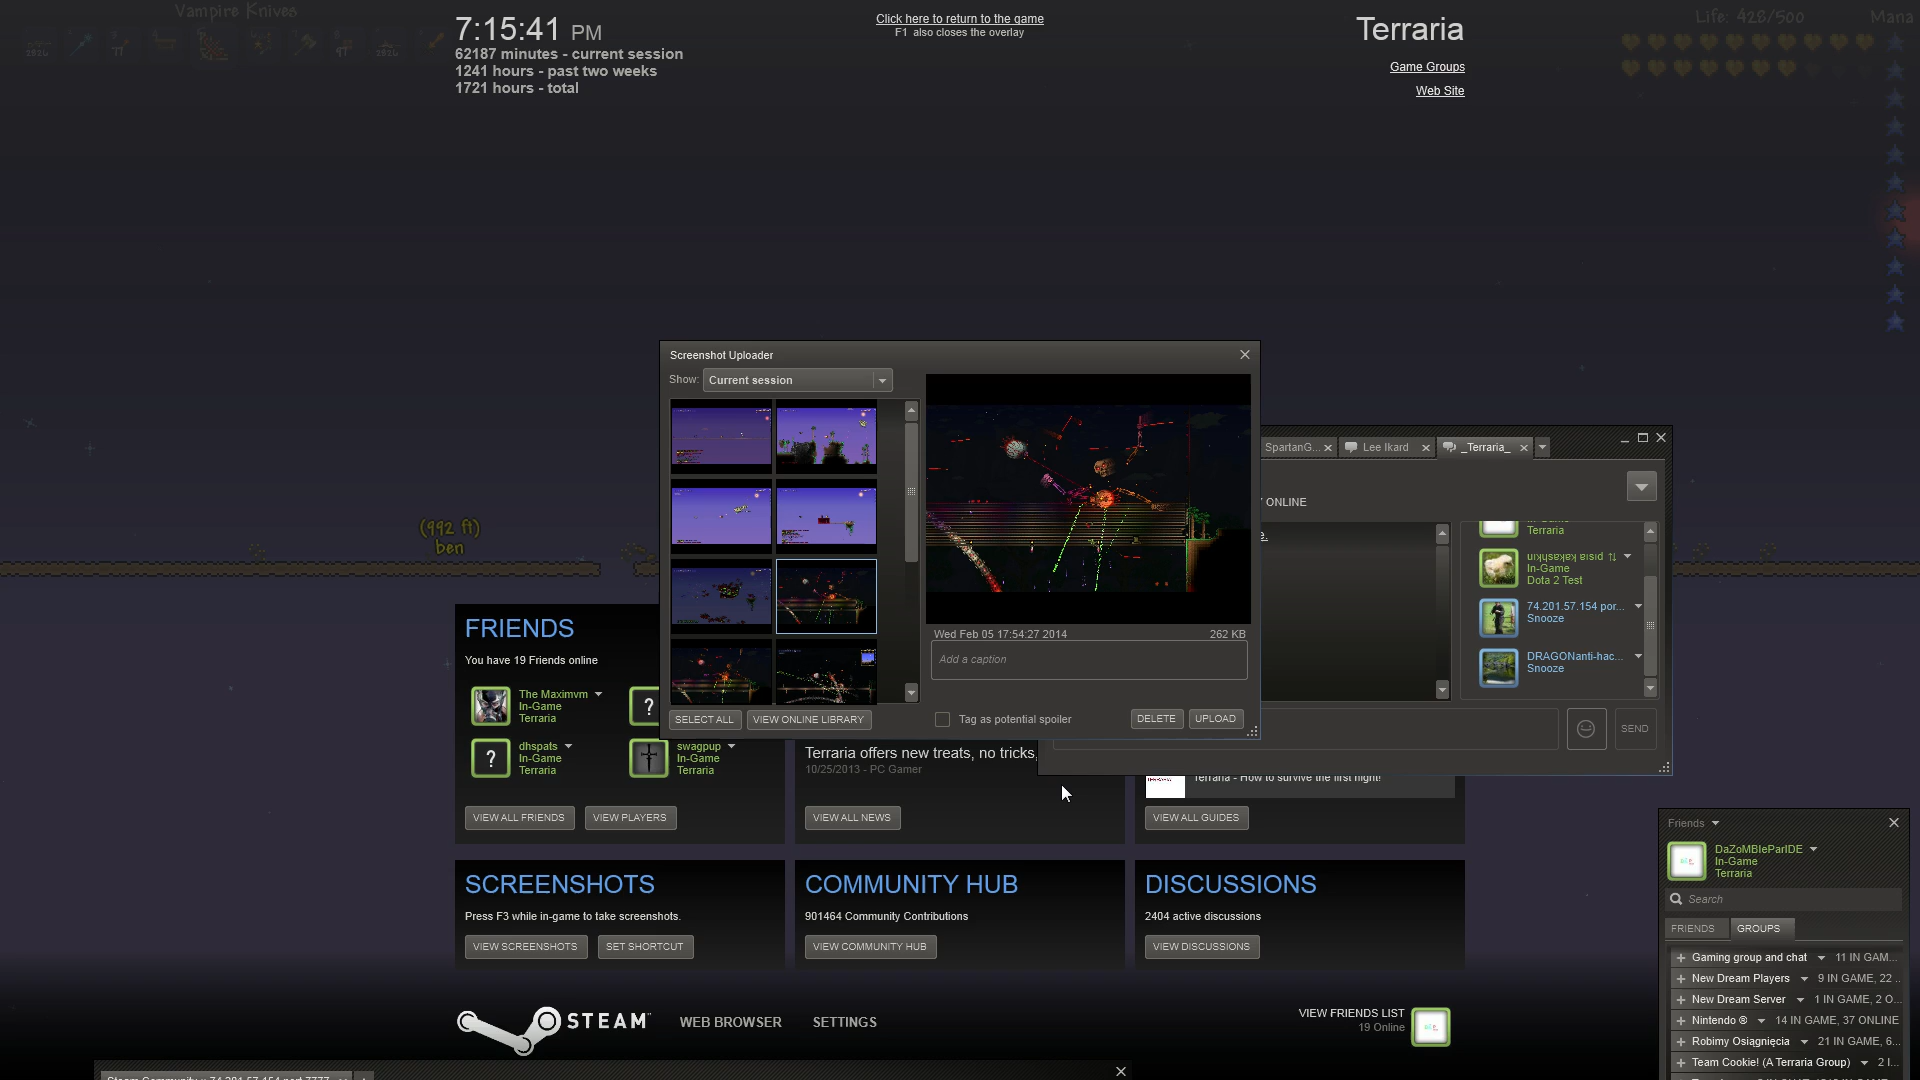 Vampire Knives
7:15:41 PM
62187 minutes - current session
1241 hours - past two weeks
1721 hours - total
Click here to return to the game
F1 also closes the overlay
Terraria
Game Groups
Web Site
Life: 428/500
Mana
(992 ft)
ben
Screenshot Uploader
Show:
Current session
Wed Feb 05 17:54:27 2014
262 KB
Add a caption
SELECT ALL
VIEW ONLINE LIBRARY
Tag as potential spoiler
DELETE
UPLOAD
SpartanG...
Lee Ikard
_Terraria_
ONLINE
Terraria
In-Game
Dota 2 Test
74.201.57.154 por...
Snooze
DRAGONanti-hac...
Snooze
SEND
FRIENDS
You have 19 Friends online
The Maximvm
In-Game
Terraria
dhspats
In-Game
Terraria
swagpup
In-Game
Terraria
VIEW ALL FRIENDS
VIEW PLAYERS
Terraria offers new treats, no tricks,
10/25/2013 - PC Gamer
VIEW ALL NEWS
Terraria - How to survive the first night!
VIEW ALL GUIDES
SCREENSHOTS
Press F3 while in-game to take screenshots.
VIEW SCREENSHOTS
SET SHORTCUT
COMMUNITY HUB
901464 Community Contributions
VIEW COMMUNITY HUB
DISCUSSIONS
2404 active discussions
VIEW DISCUSSIONS
STEAM
WEB BROWSER
SETTINGS
VIEW FRIENDS LIST
19 Online
Friends
DaZoMBIeParIDE
In-Game
Terraria
Search
FRIENDS
GROUPS
Gaming group and chat 11 IN GAM...
New Dream Players 9 IN GAME, 22 ..
New Dream Server 1 IN GAME, 2 O...
Nintendo ® 14 IN GAME, 37 ONLINE
Robimy Osiągnięcia 21 IN GAME, 6...
Team Cookie! (A Terraria Group) 2 I...